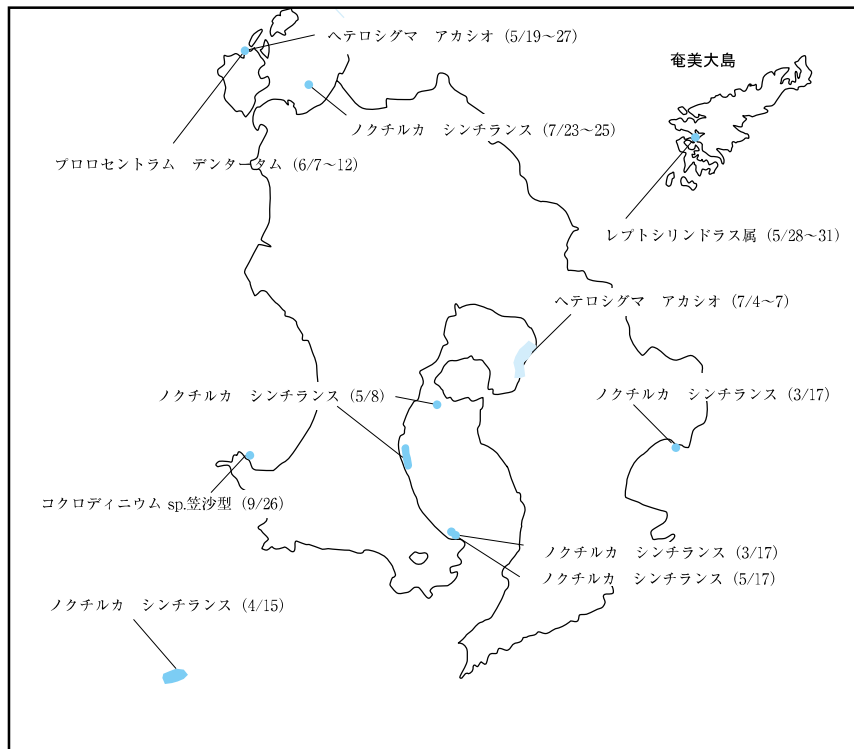 ヘテロシグマ　アカシオ (5/19～27)
奄美大島
ノクチルカ　シンチランス (7/23～25)
プロロセントラム　デンタータム (6/7～12)
レプトシリンドラス属 (5/28～31)
ヘテロシグマ　アカシオ (7/4～7)
ノクチルカ　シンチランス (5/8)
ノクチルカ　シンチランス (3/17)
コクロディニウム sp.笠沙型 (9/26)
ノクチルカ　シンチランス (3/17)
ノクチルカ　シンチランス (5/17)
ノクチルカ　シンチランス (4/15)